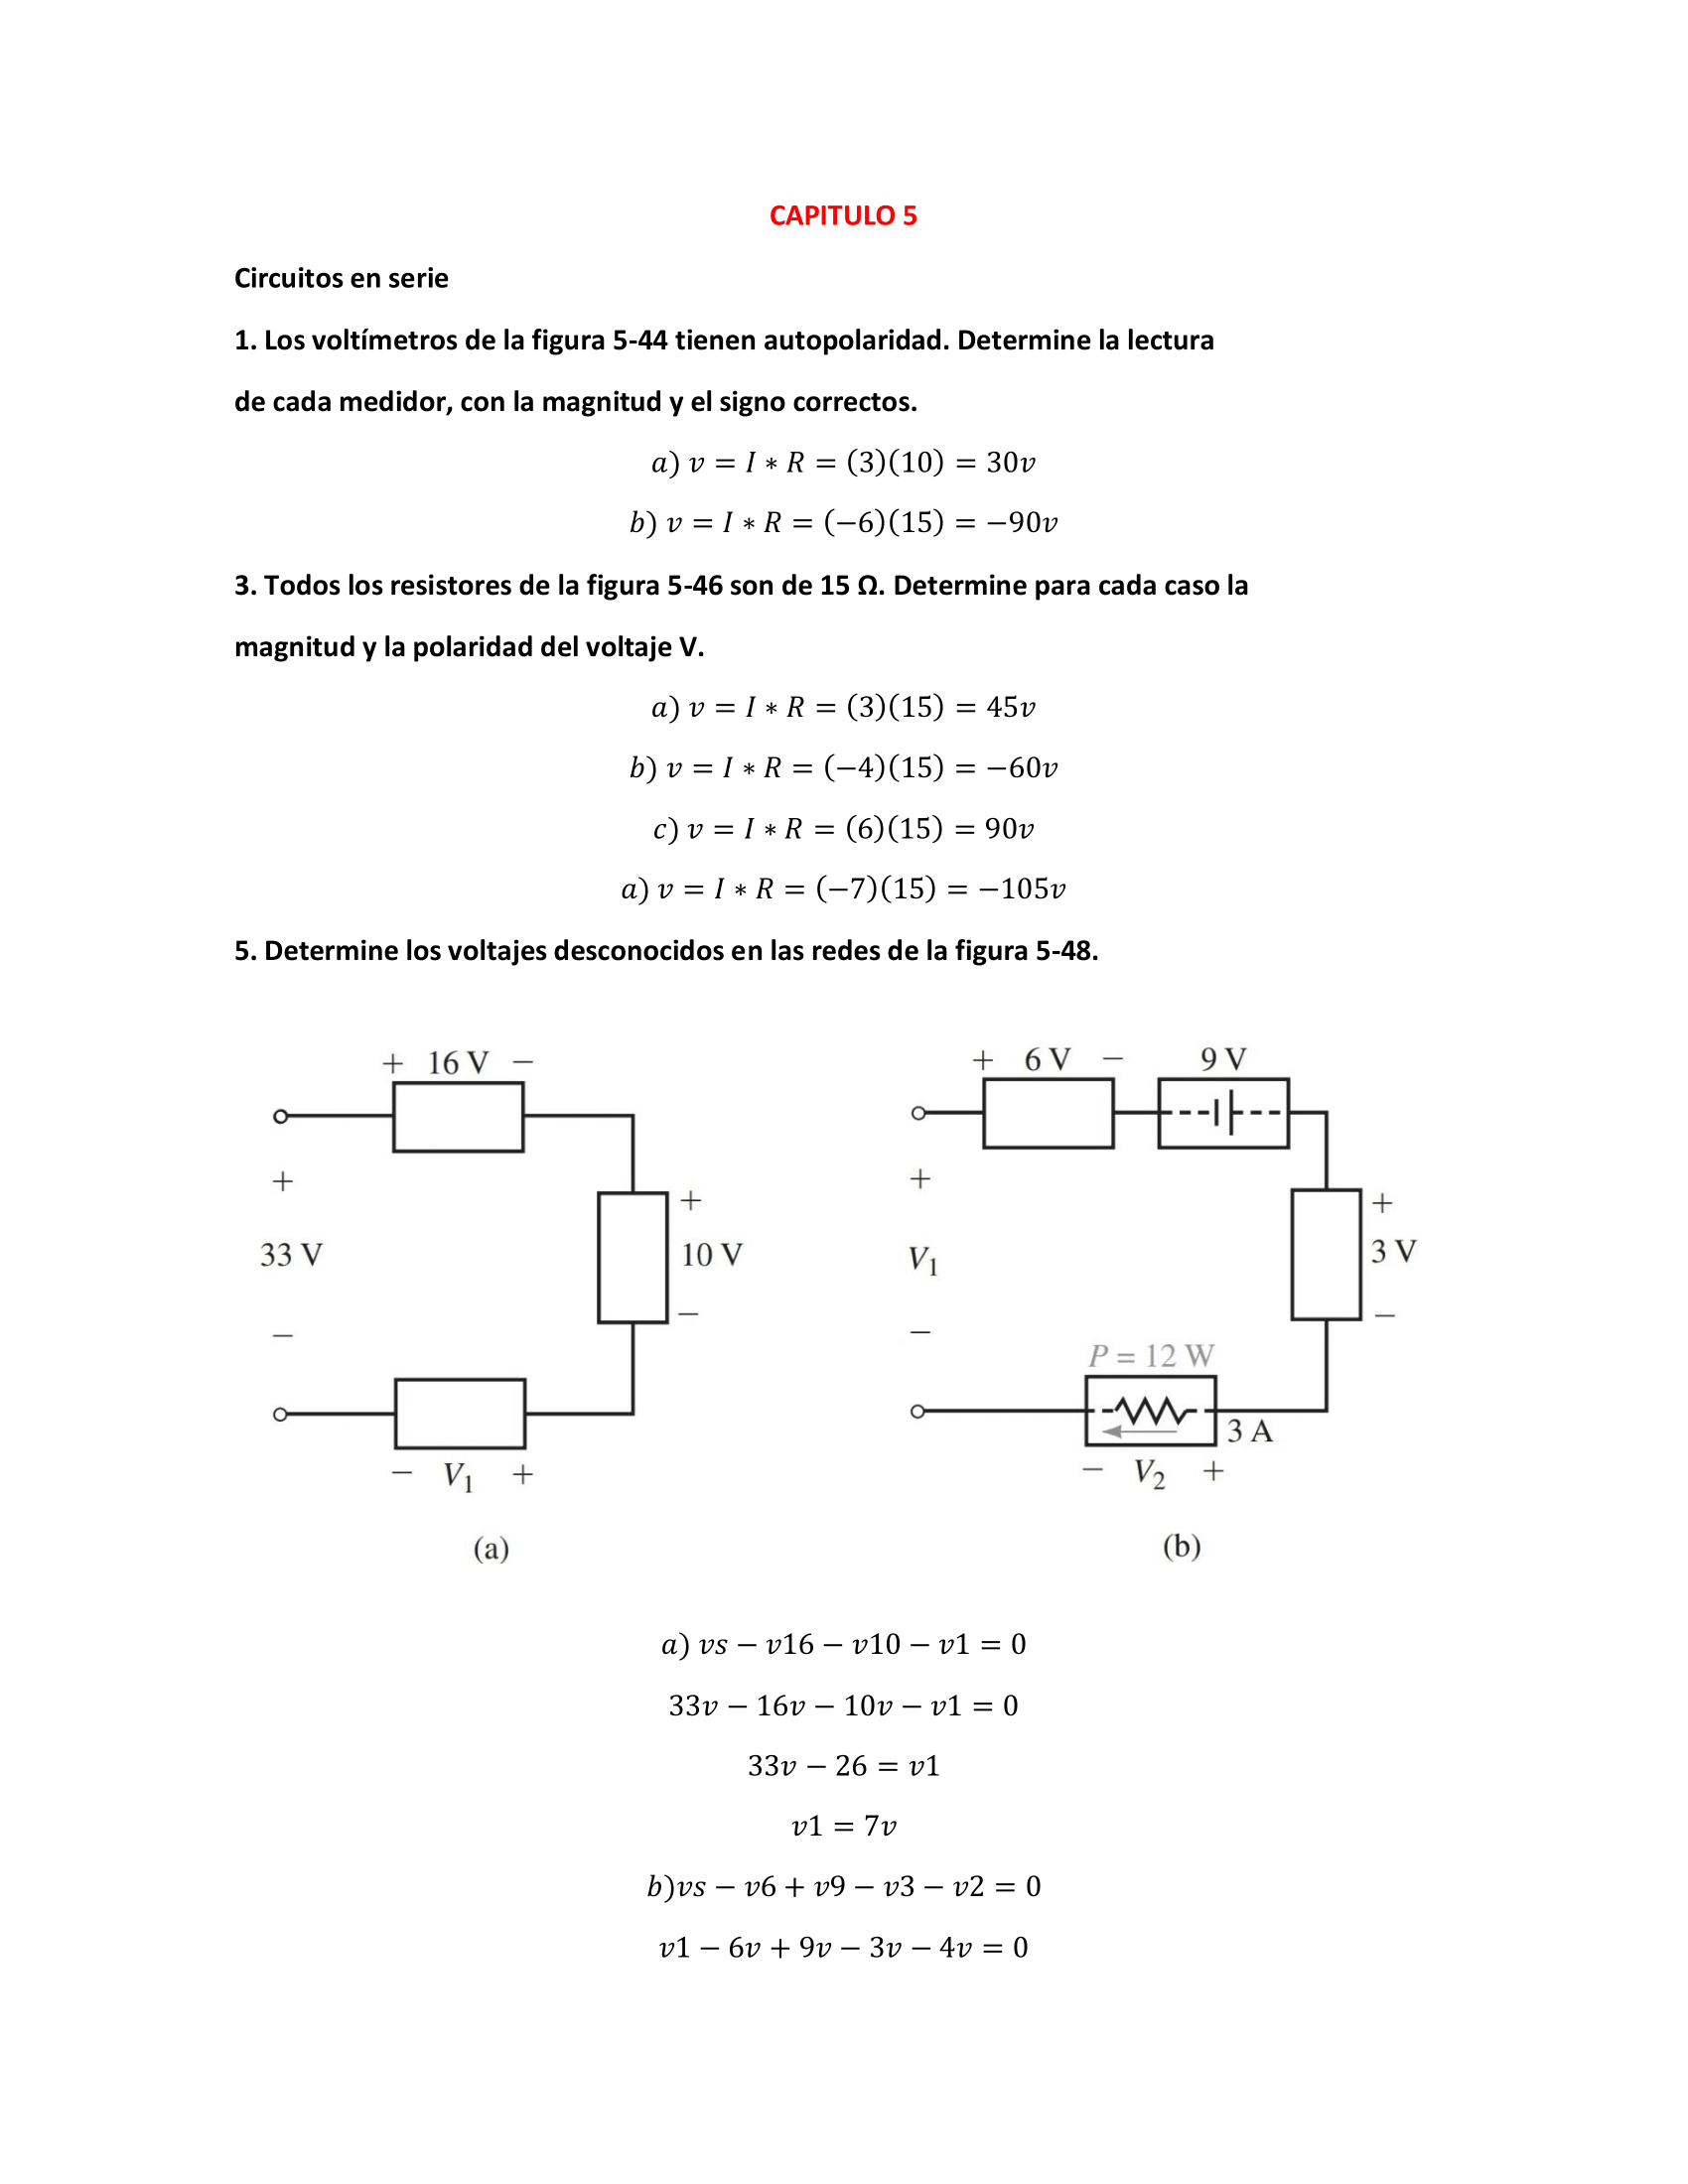 CAPITULO 5
Circuitos en serie
1. Los voltímetros de la figura 5-44 tienen autopolaridad. Determine la lectura
de cada medidor, con la magnitud y el signo correctos.
a) v = I ∗ R = (3)(10) = 30v
b) v = I ∗ R = (−6)(15) = −90v
3. Todos los resistores de la figura 5-46 son de 15 Ω. Determine para cada caso la
magnitud y la polaridad del voltaje V.
a) v = I ∗ R = (3)(15) = 45v
b) v = I ∗ R = (−4)(15) = −60v
c) v = I ∗ R = (6)(15) = 90v
a) v = I ∗ R = (−7)(15) = −105v
5. Determine los voltajes desconocidos en las redes de la figura 5-48.
+ 16 V −
+
33 V
−
+
10 V
−
− V₁ +
(a)
+ 6 V −
9 V
+
V₁
−
+
3 V
−
P = 12 W
3 A
− V₂ +
(b)
a) vs − v16 − v10 − v1 = 0
33v − 16v − 10v − v1 = 0
33v − 26 = v1
v1 = 7v
b)vs − v6 + v9 − v3 − v2 = 0
v1 − 6v + 9v − 3v − 4v = 0